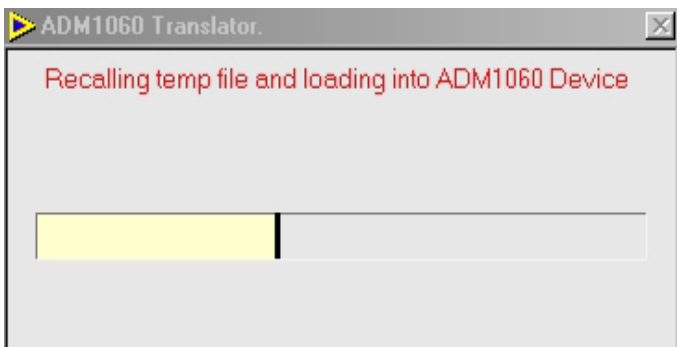 ADM1060 Translator.
Recalling temp file and loading into ADM1060 Device